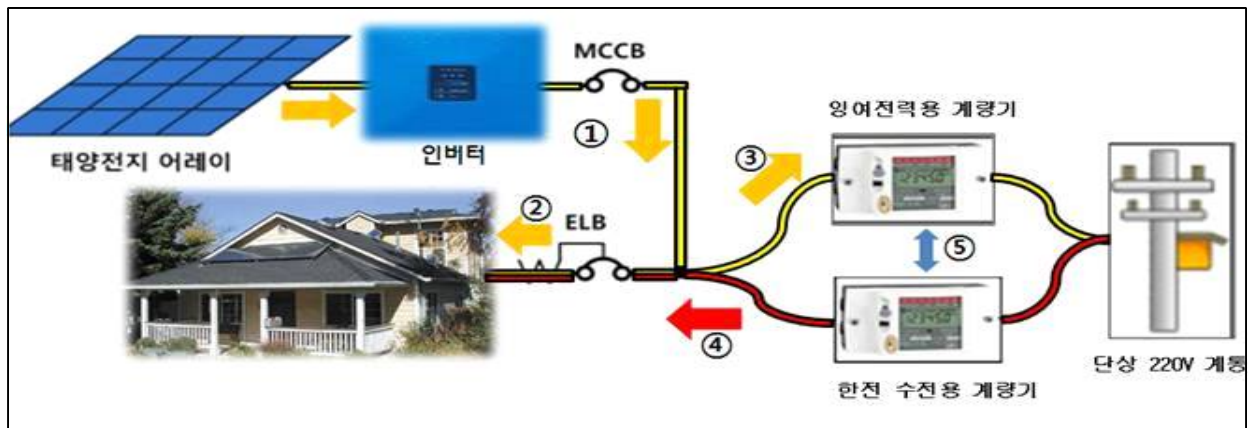 MCCB
①
태양전지 어레이
인버터
잉여전력용 계량기
③
②
ELB
⑤
④
한전 수전용 계량기
단상 220V 계통